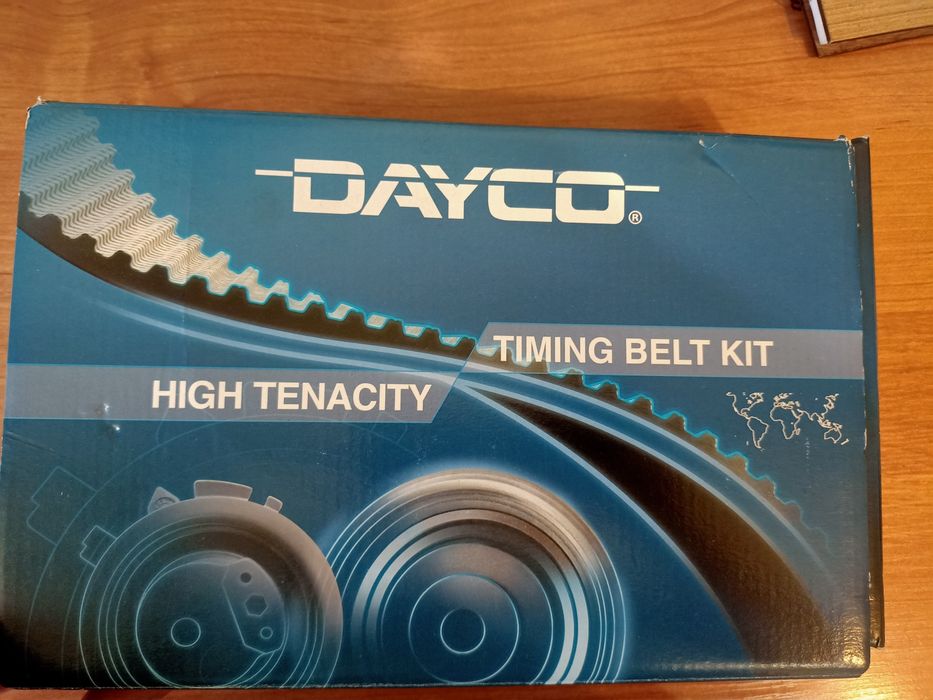 DAYCO®
TIMING BELT KIT
HIGH TENACITY